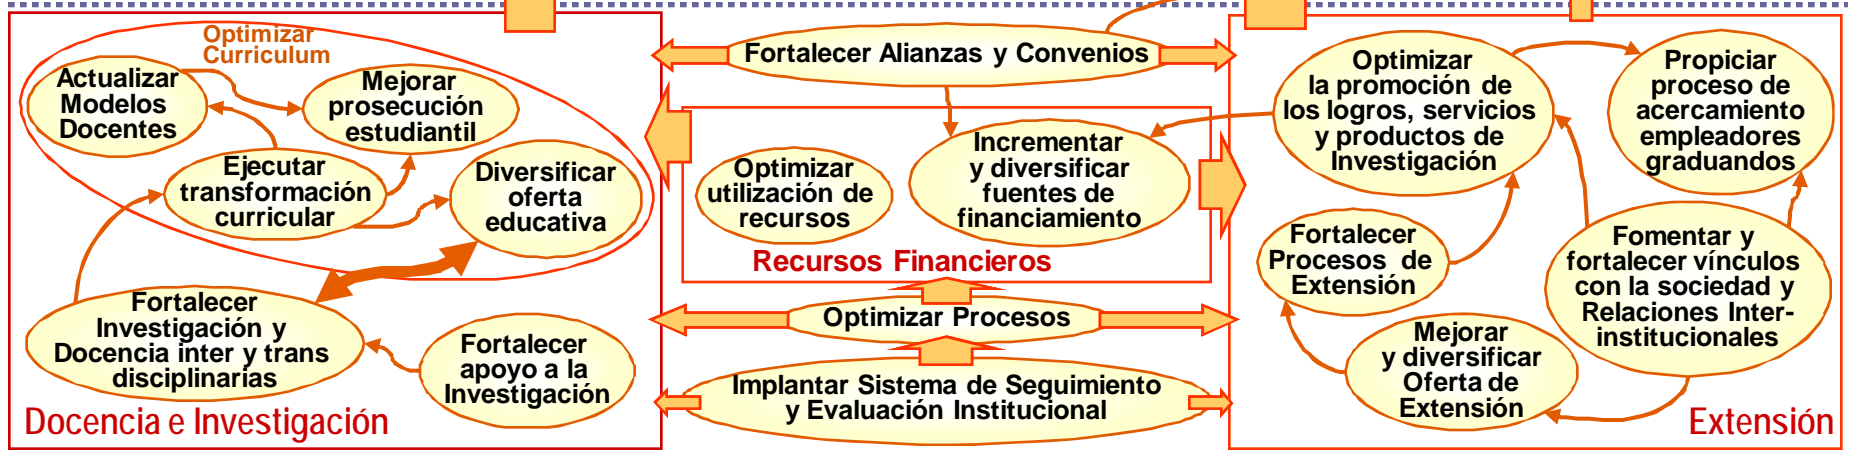 Optimizar
Curriculum
Actualizar
Modelos
Docentes
Mejorar
prosecución
estudiantil
Ejecutar
transformación
curricular
Diversificar
oferta
educativa
Fortalecer
Investigación y
Docencia inter y trans
disciplinarias
Fortalecer
apoyo a la
Investigación
Docencia e Investigación
Fortalecer Alianzas y Convenios
Optimizar
utilización de
recursos
Incrementar
y diversificar
fuentes de
financiamiento
Recursos Financieros
Optimizar Procesos
Implantar Sistema de Seguimiento
y Evaluación Institucional
Optimizar
la promoción de
los logros, servicios
y productos de
Investigación
Propiciar
proceso de
acercamiento
empleadores
graduandos
Fortalecer
Procesos de
Extensión
Fomentar y
fortalecer vínculos
con la sociedad y
Relaciones Inter-
institucionales
Mejorar
y diversificar
Oferta de
Extensión
Extensión